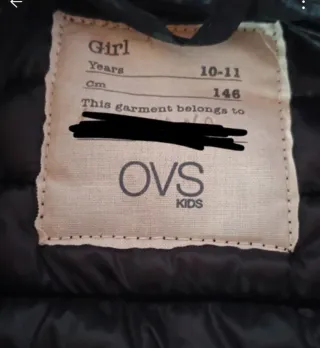 Girl
Years 10-11
Cm 146
This garment belongs to
OVS
KIDS